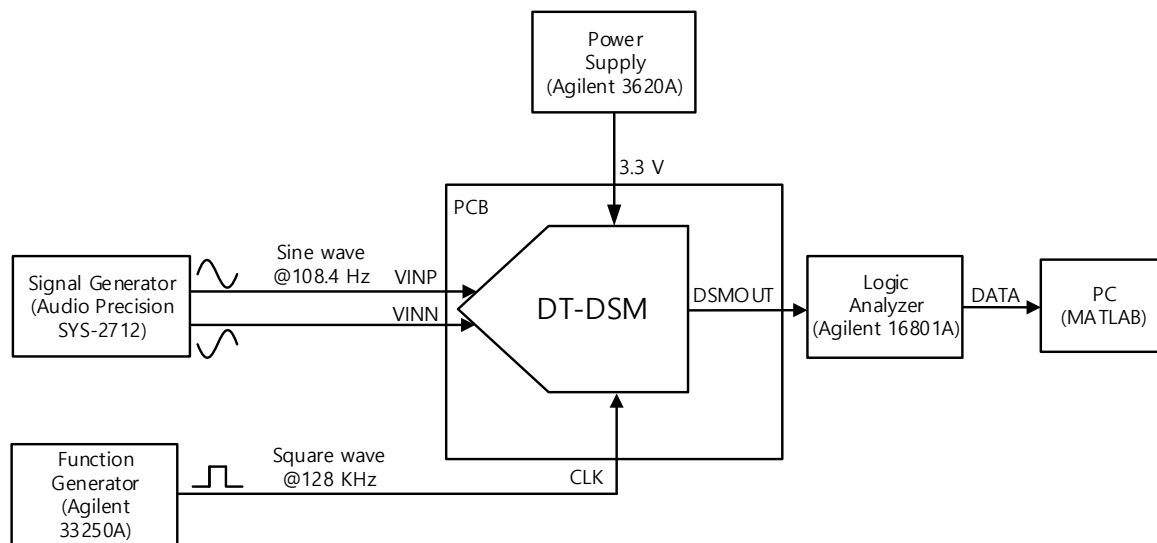 Power
Supply
(Agilent 3620A)
3.3 V
PCB
Signal Generator
(Audio Precision
SYS-2712)
Sine wave
@108.4 Hz
VINP
VINN
DT-DSM
DSMOUT
Logic
Analyzer
(Agilent 16801A)
DATA
PC
(MATLAB)
Function
Generator
(Agilent
33250A)
Square wave
@128 KHz
CLK